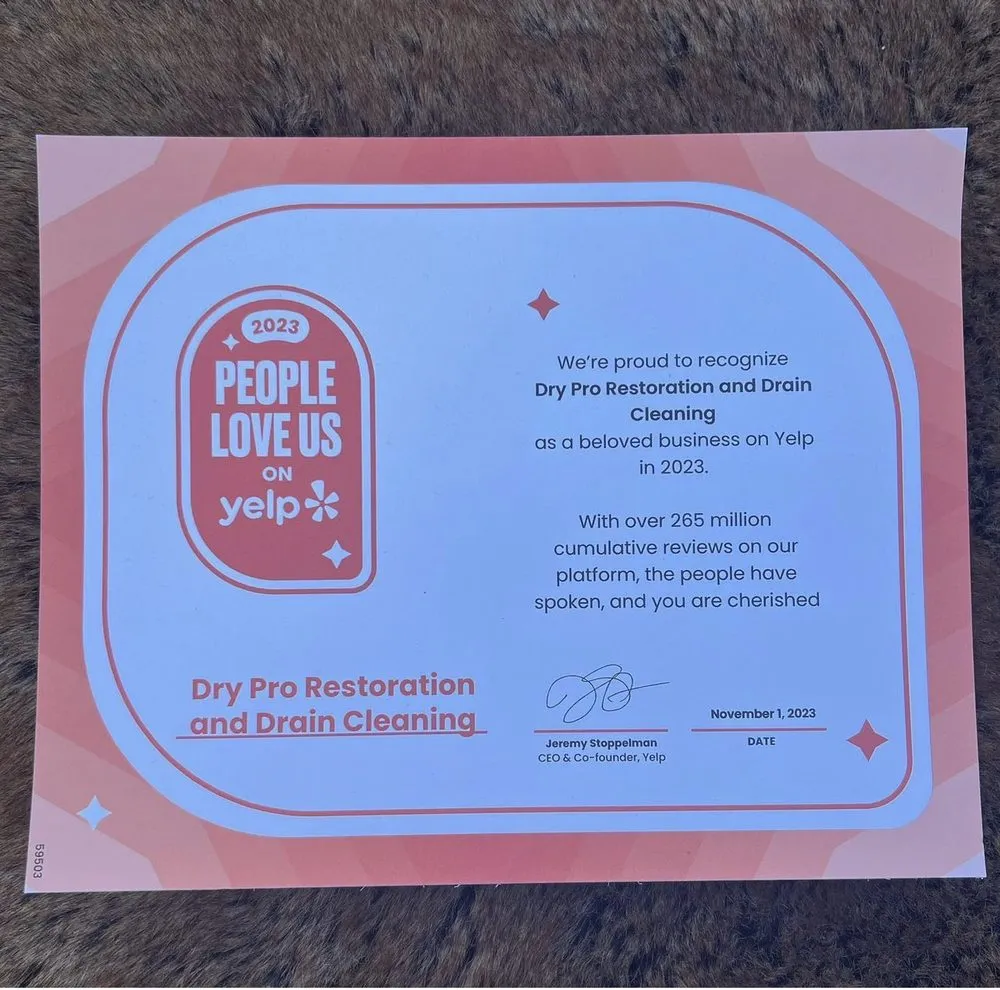 2023
PEOPLE
LOVE US
ON
yelp
Dry Pro Restoration
and Drain Cleaning
We're proud to recognize
Dry Pro Restoration and Drain
Cleaning
as a beloved business on Yelp
in 2023.
With over 265 million
cumulative reviews on our
platform, the people have
spoken, and you are cherished
Jeremy Stoppelman
CEO & Co-founder, Yelp
November 1, 2023
DATE
59503